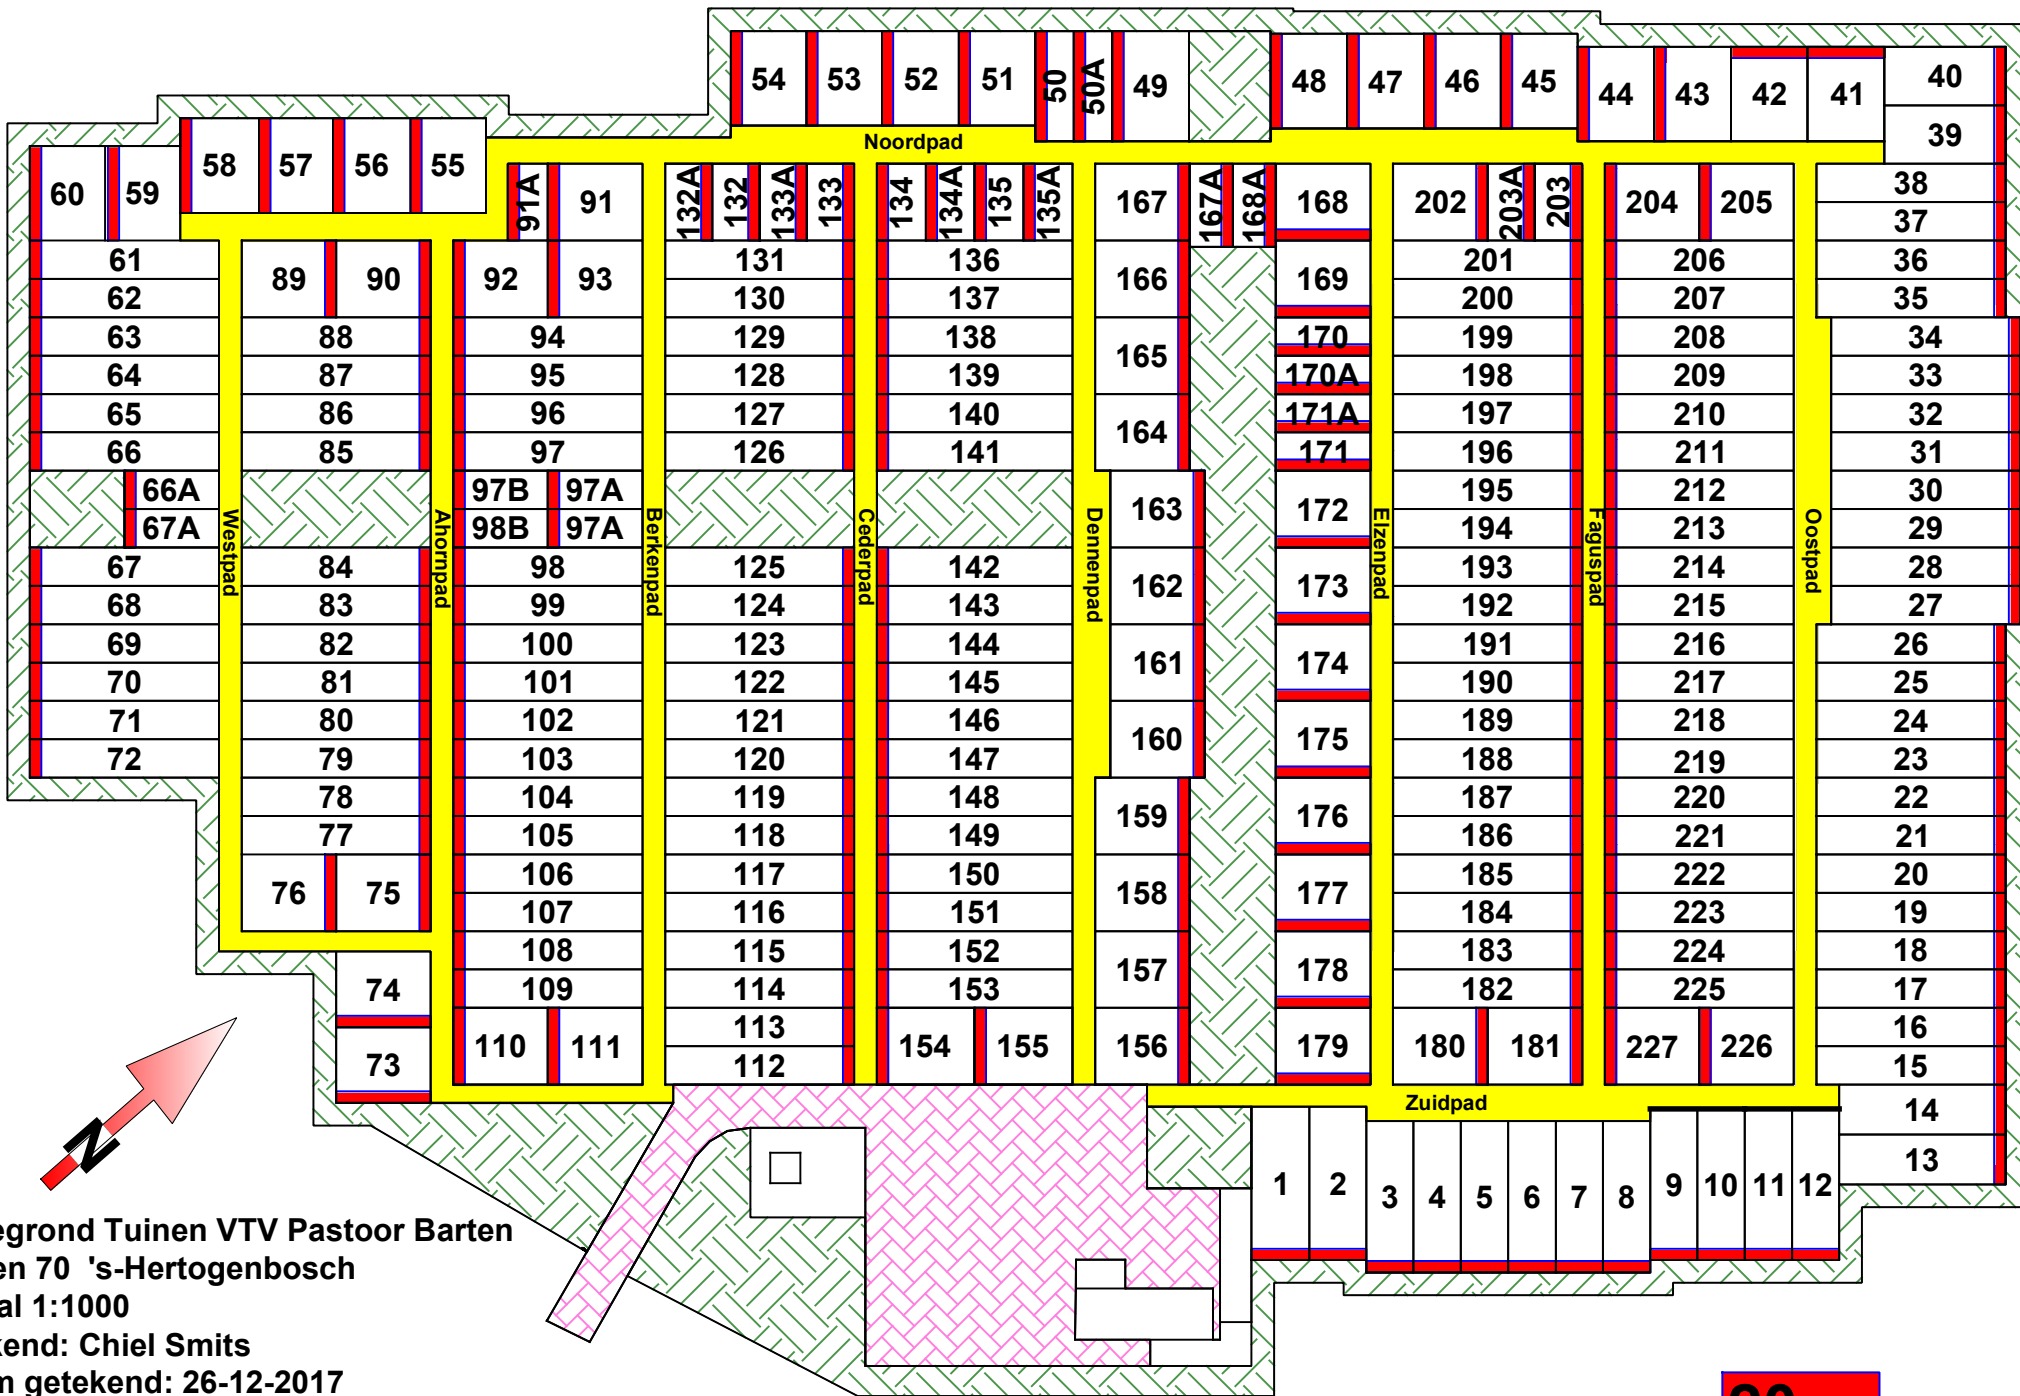 54 53 52 51 50 50A 49 48 47 46 45 44 43 42 41 40
39
Noordpad
58 57 56 55
60 59 91A 91 132A 132 133A 133 134 134A 135 135A 167 167A 168A 168 202 203A 203 204 205 38
37
61 89 90 92 93 131 136 166 169 201 206 36
62 130 137 200 207 35
63 88 94 129 138 165 170 199 208 34
64 87 95 128 139 170A 198 209 33
65 86 96 127 140 164 171A 197 210 32
66 85 97 126 141 171 196 211 31
66A 97B 97A 163 172 195 212 30
67A 98B 97A 194 213 29
Westpad Ahornpad Berkenpad Cederpad Dennenpad Elzenpad Faguspad Oostpad
67 84 98 125 142 162 173 193 214 28
68 83 99 124 143 192 215 27
69 82 100 123 144 161 174 191 216 26
70 81 101 122 145 190 217 25
71 80 102 121 146 160 175 189 218 24
72 79 103 120 147 188 219 23
78 104 119 148 159 176 187 220 22
77 105 118 149 186 221 21
76 75 106 117 150 158 177 185 222 20
107 116 151 184 223 19
74 108 115 152 157 178 183 224 18
109 114 153 182 225 17
73 110 111 113 154 155 156 179 180 181 227 226 16
112 15
Zuidpad
14
13
1 2 3 4 5 6 7 8 9 10 11 12
N
egrond Tuinen VTV Pastoor Barten
en 70 's-Hertogenbosch
al 1:1000
kend: Chiel Smits
m getekend: 26-12-2017